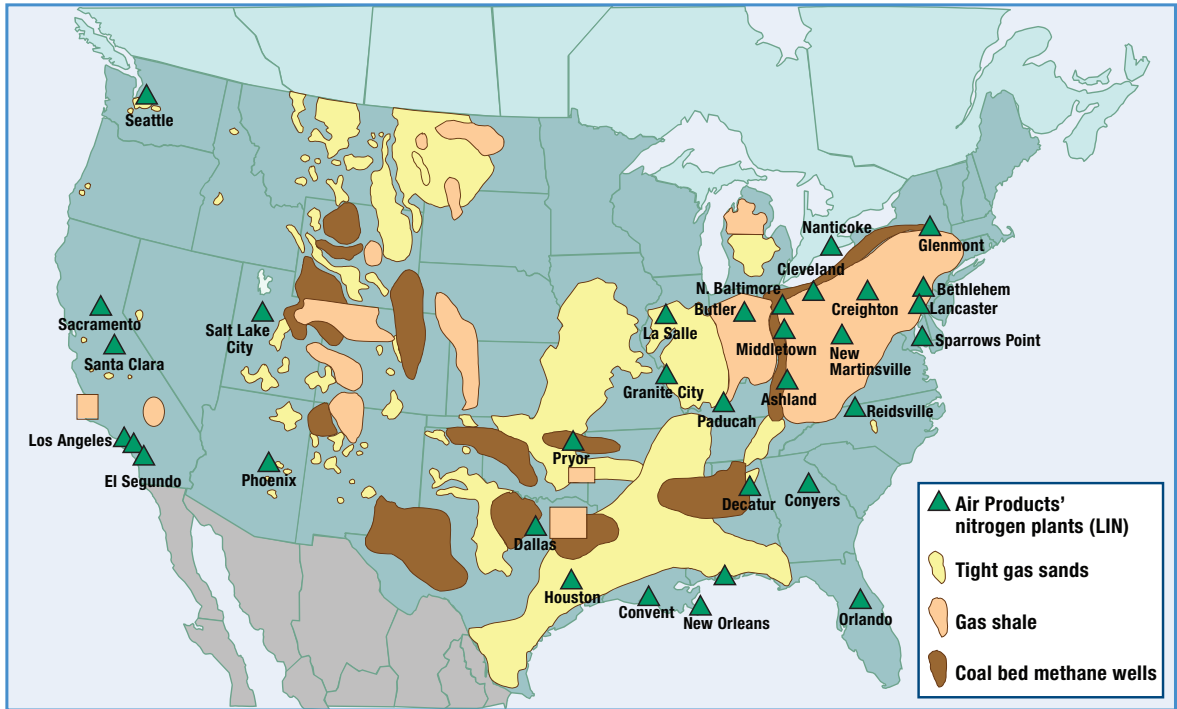 Seattle
Nanticoke
Glenmont
Cleveland
N. Baltimore
Bethlehem
Butler
Creighton
Lancaster
Sacramento
Salt Lake
City
La Salle
Middletown
New
Martinsville
Sparrows Point
Santa Clara
Granite City
Ashland
Paducah
Reidsville
Los Angeles
Pryor
El Segundo
Phoenix
Decatur
Conyers
Dallas
Houston
Convent
New Orleans
Orlando
Air Products'
nitrogen plants (LIN)
Tight gas sands
Gas shale
Coal bed methane wells